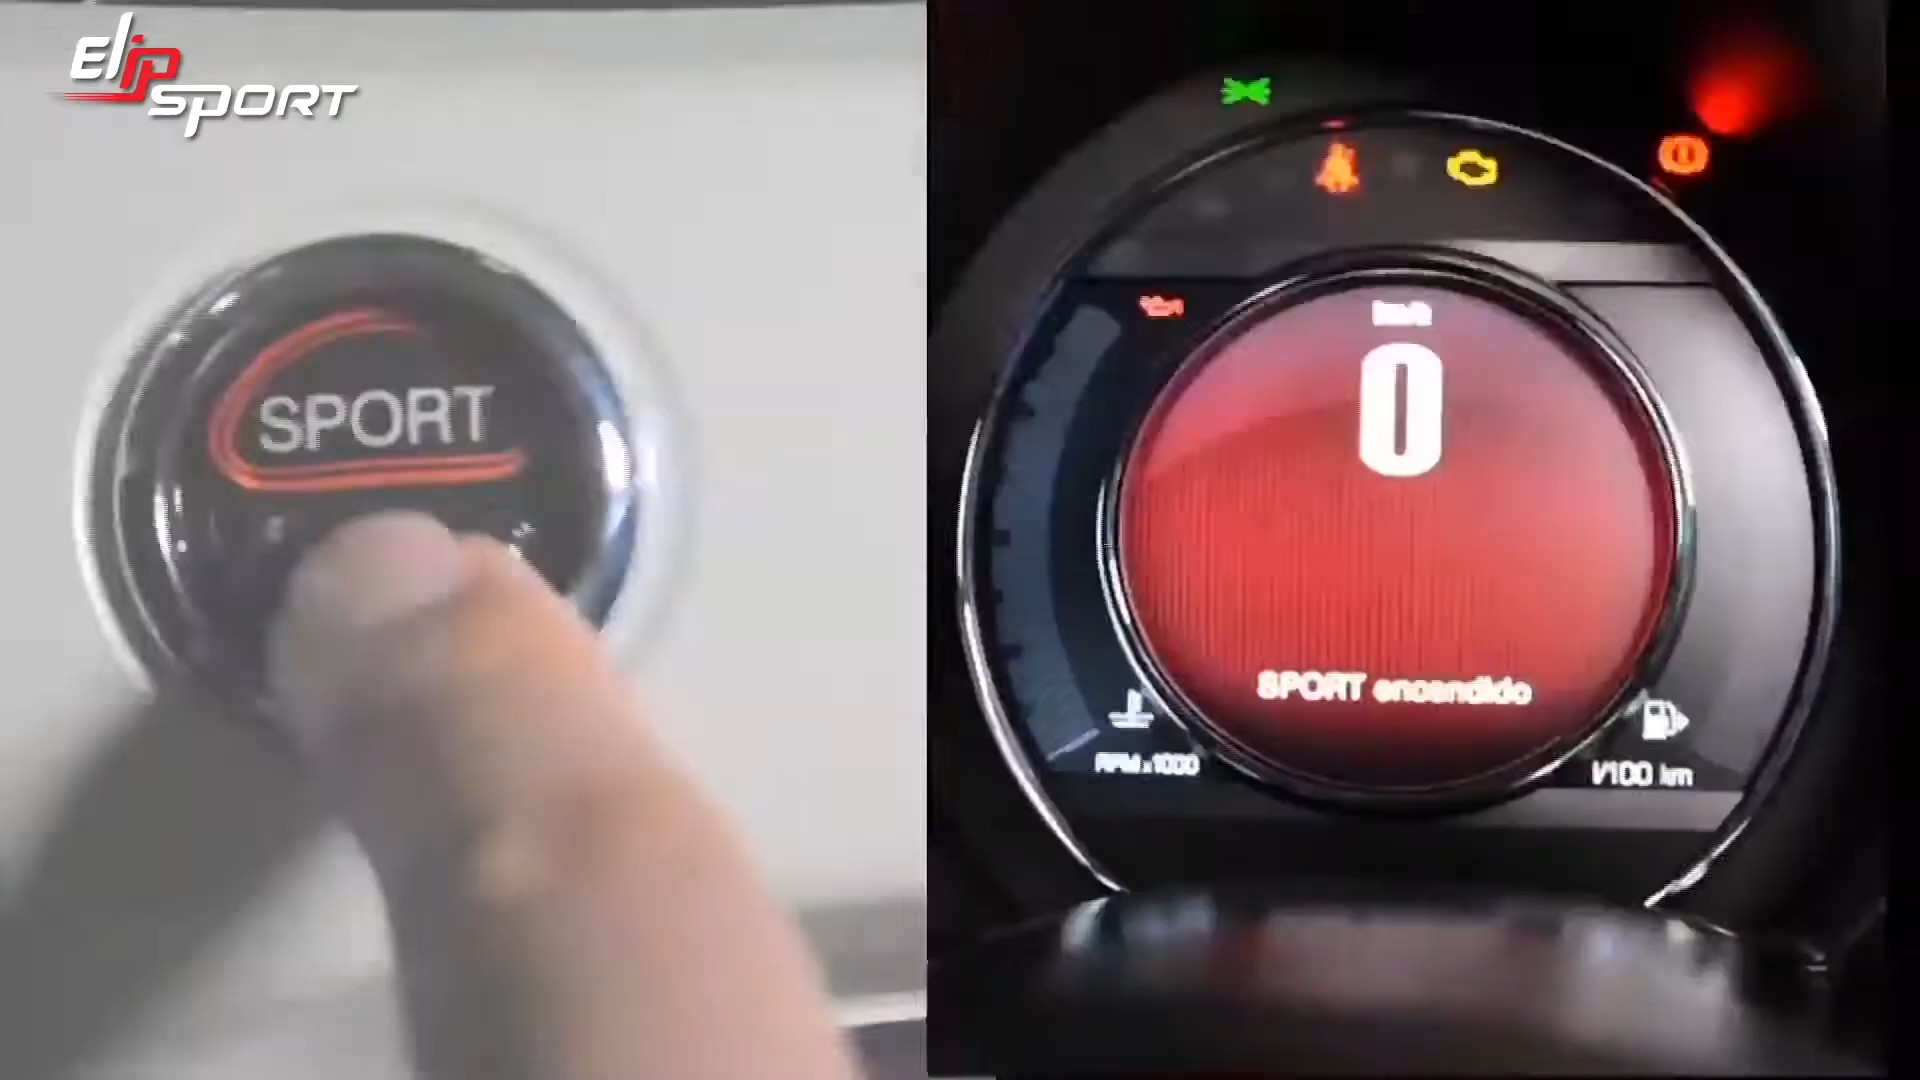 Elip
SPORT
SPORT
km/h
0
SPORT encendido
RPM x1000
l/100 km